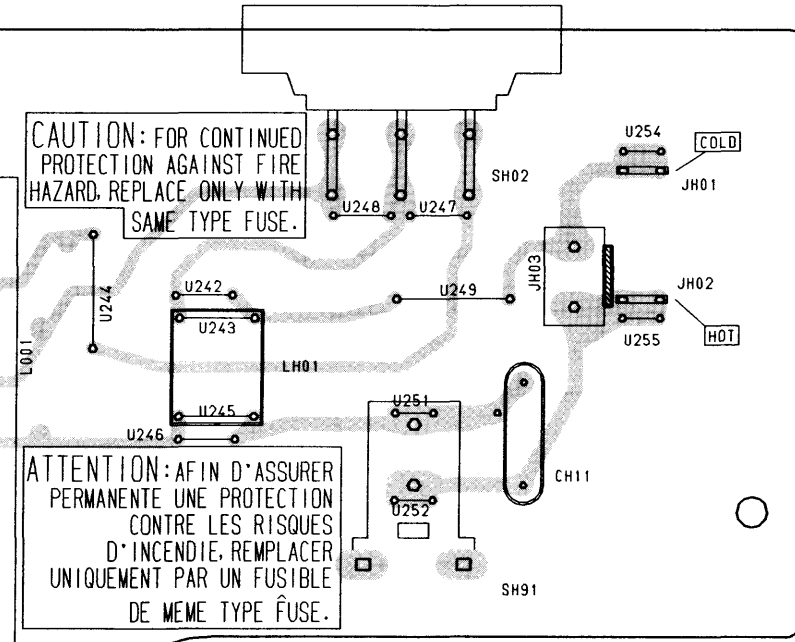 CAUTION: FOR CONTINUED
PROTECTION AGAINST FIRE
HAZARD, REPLACE ONLY WITH
SAME TYPE FUSE.
U254
COLD
JH01
SH02
U248
U247
JH03
U244
U242
U249
JH02
U243
HOT
U255
L001
LH01
U245
U251
U246
CH11
ATTENTION: AFIN D'ASSURER
PERMANENTE UNE PROTECTION
CONTRE LES RISQUES
D'INCENDIE, REMPLACER
UNIQUEMENT PAR UN FUSIBLE
DE MEME TYPE F̂USE.
U252
SH91